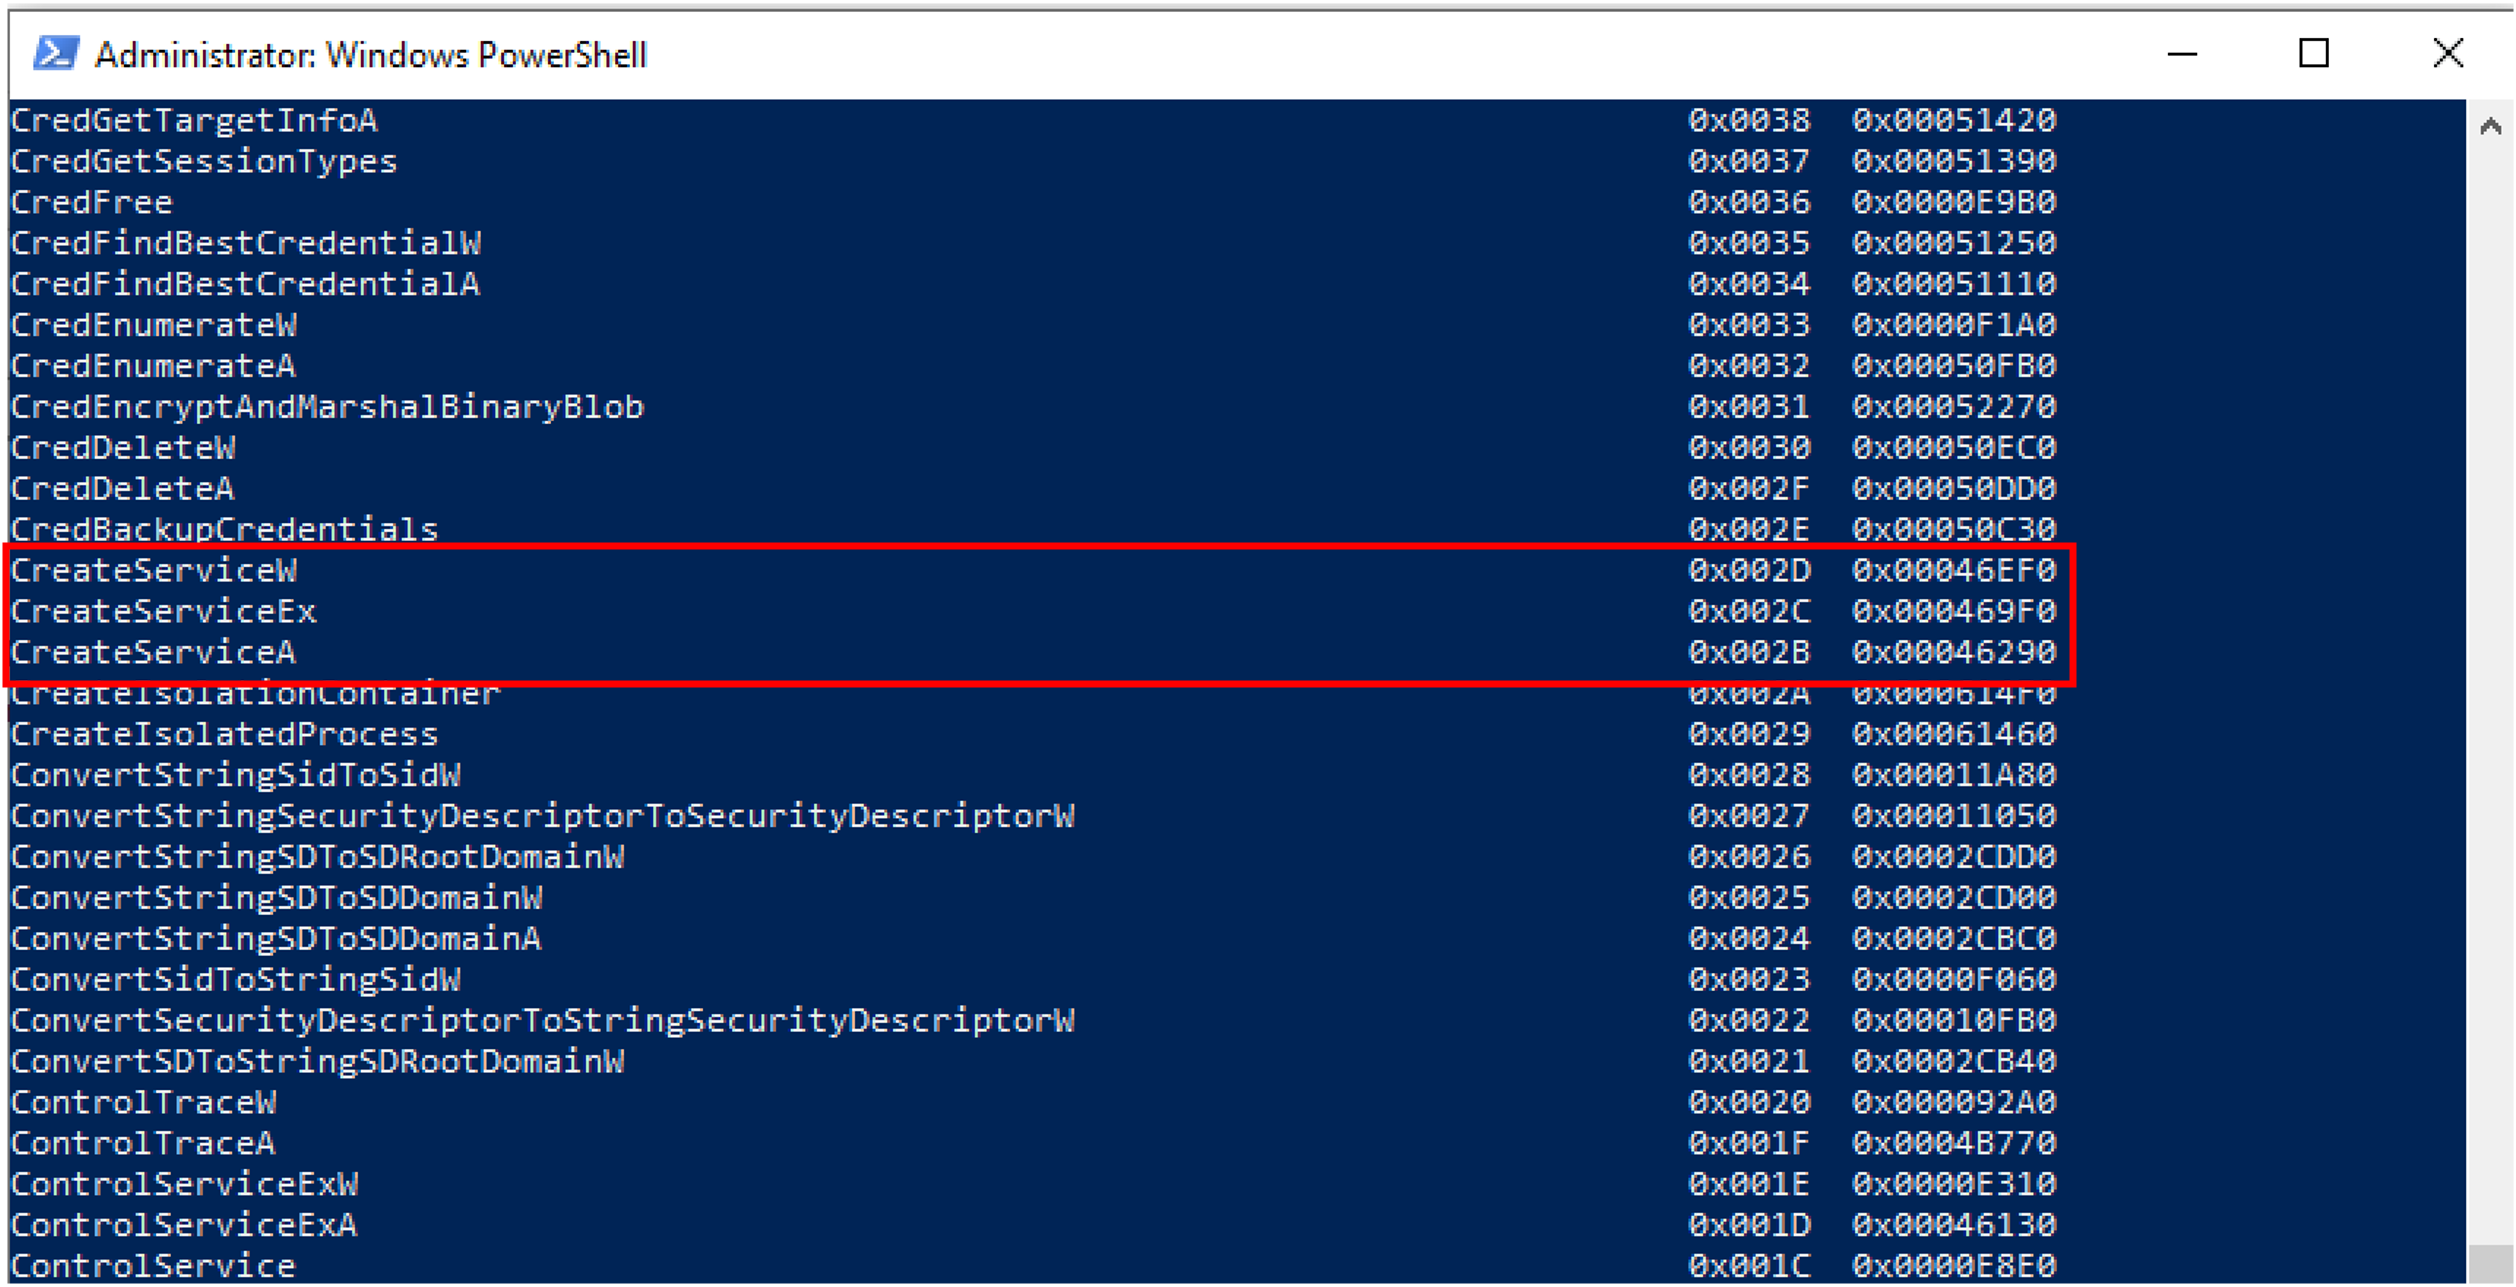 Administrator: Windows PowerShell
CredGetTargetInfoA 0x0038 0x00051420
CredGetSessionTypes 0x0037 0x00051390
CredFree 0x0036 0x0000E9B0
CredFindBestCredentialW 0x0035 0x00051250
CredFindBestCredentialA 0x0034 0x00051110
CredEnumerateW 0x0033 0x0000F1A0
CredEnumerateA 0x0032 0x00050FB0
CredEncryptAndMarshalBinaryBlob 0x0031 0x00052270
CredDeleteW 0x0030 0x00050EC0
CredDeleteA 0x002F 0x00050DD0
CredBackupCredentials 0x002E 0x00050C30
CreateServiceW 0x002D 0x00046EF0
CreateServiceEx 0x002C 0x000469F0
CreateServiceA 0x002B 0x00046290
CreateIsolationContainer 0x002A 0x000614F0
CreateIsolatedProcess 0x0029 0x00061460
ConvertStringSidToSidW 0x0028 0x00011A80
ConvertStringSecurityDescriptorToSecurityDescriptorW 0x0027 0x00011050
ConvertStringSDToSDRootDomainW 0x0026 0x0002CDD0
ConvertStringSDToSDDomainW 0x0025 0x0002CD00
ConvertStringSDToSDDomainA 0x0024 0x0002CBC0
ConvertSidToStringSidW 0x0023 0x0000F060
ConvertSecurityDescriptorToStringSecurityDescriptorW 0x0022 0x00010FB0
ConvertSDToStringSDRootDomainW 0x0021 0x0002CB40
ControlTraceW 0x0020 0x000092A0
ControlTraceA 0x001F 0x0004B770
ControlServiceExW 0x001E 0x0000E310
ControlServiceExA 0x001D 0x00046130
ControlService 0x001C 0x0000E8E0